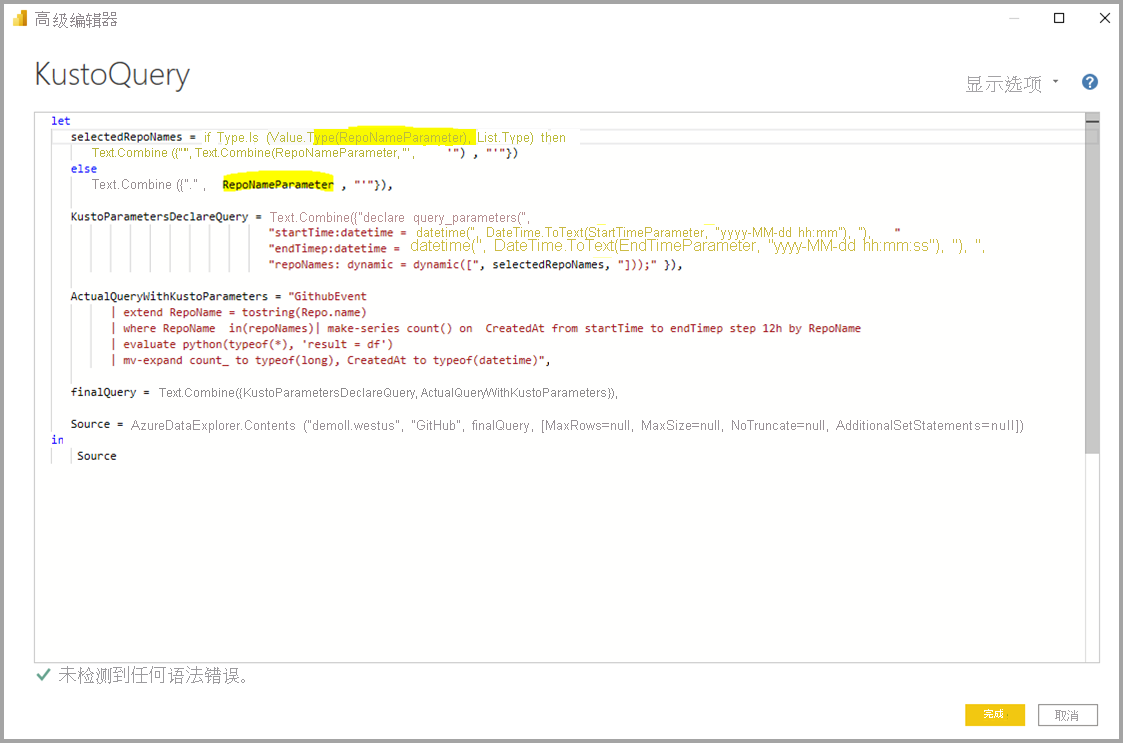 高级编辑器
KustoQuery
显示选项
let
selectedRepoNames = if Type.Is (Value.Type(RepoNameParameter), List.Type) then
Text.Combine ({"'", Text.Combine(RepoNameParameter, "', '") , "'"})
else
Text.Combine ({"." , RepoNameParameter , "'"}),
KustoParametersDeclareQuery = Text.Combine({"declare query_parameters(",
"startTime:datetime = datetime(", DateTime.ToText(StartTimeParameter, "yyyy-MM-dd hh:mm"), "), "
"endTimep:datetime = datetime(", DateTime.ToText(EndTimeParameter, "yyyy-MM-dd hh:mm:ss"), "), ",
"repoNames: dynamic = dynamic([", selectedRepoNames, "]));" }),
ActualQueryWithKustoParameters = "GithubEvent
| extend RepoName = tostring(Repo.name)
| where RepoName in(repoNames)| make-series count() on CreatedAt from startTime to endTimep step 12h by RepoName
| evaluate python(typeof(*), 'result = df')
| mv-expand count_ to typeof(long), CreatedAt to typeof(datetime)",
finalQuery = Text.Combine({KustoParametersDeclareQuery, ActualQueryWithKustoParameters}),
Source = AzureDataExplorer.Contents ("demoll.westus", "GitHub", finalQuery, [MaxRows=null, MaxSize=null, NoTruncate=null, AdditionalSetStatements=null])
in
Source
未检测到任何语法错误。
完成
取消